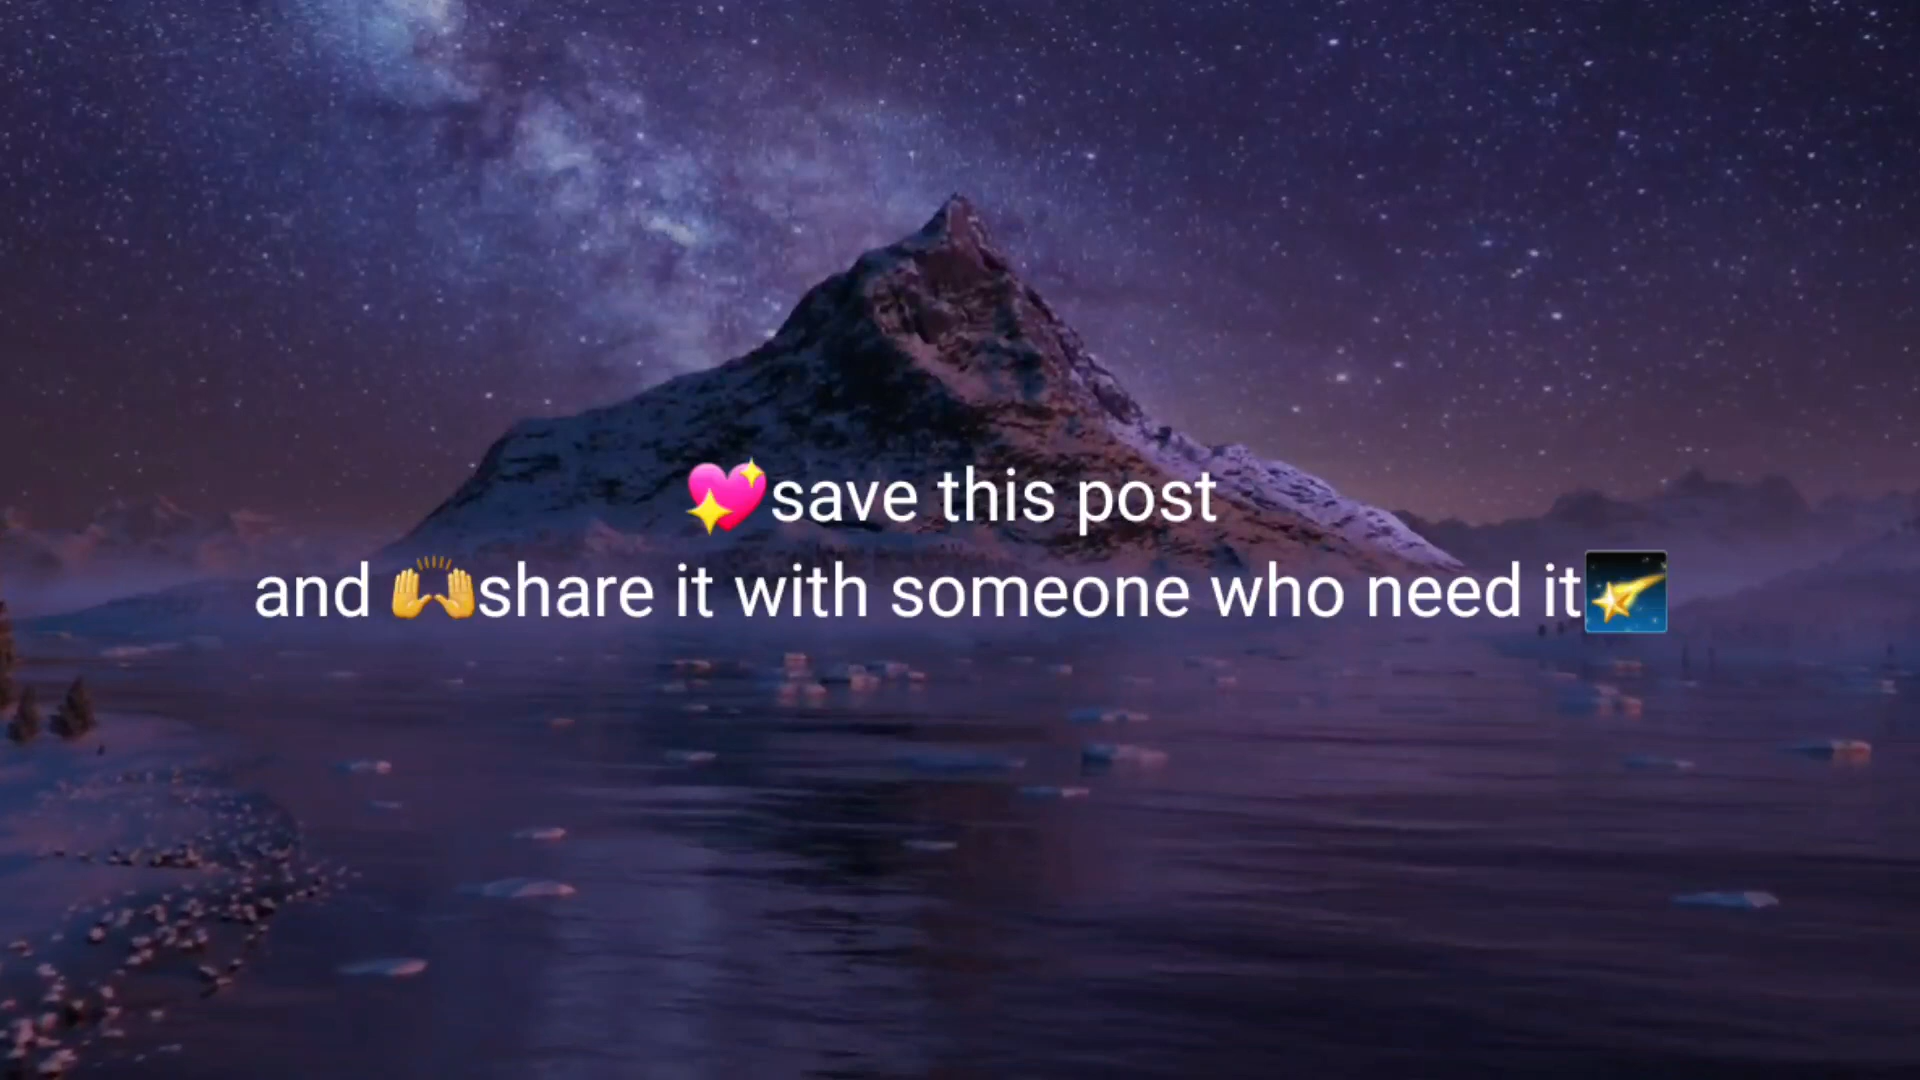 💖save this post
and 🙌share it with someone who need it🌠